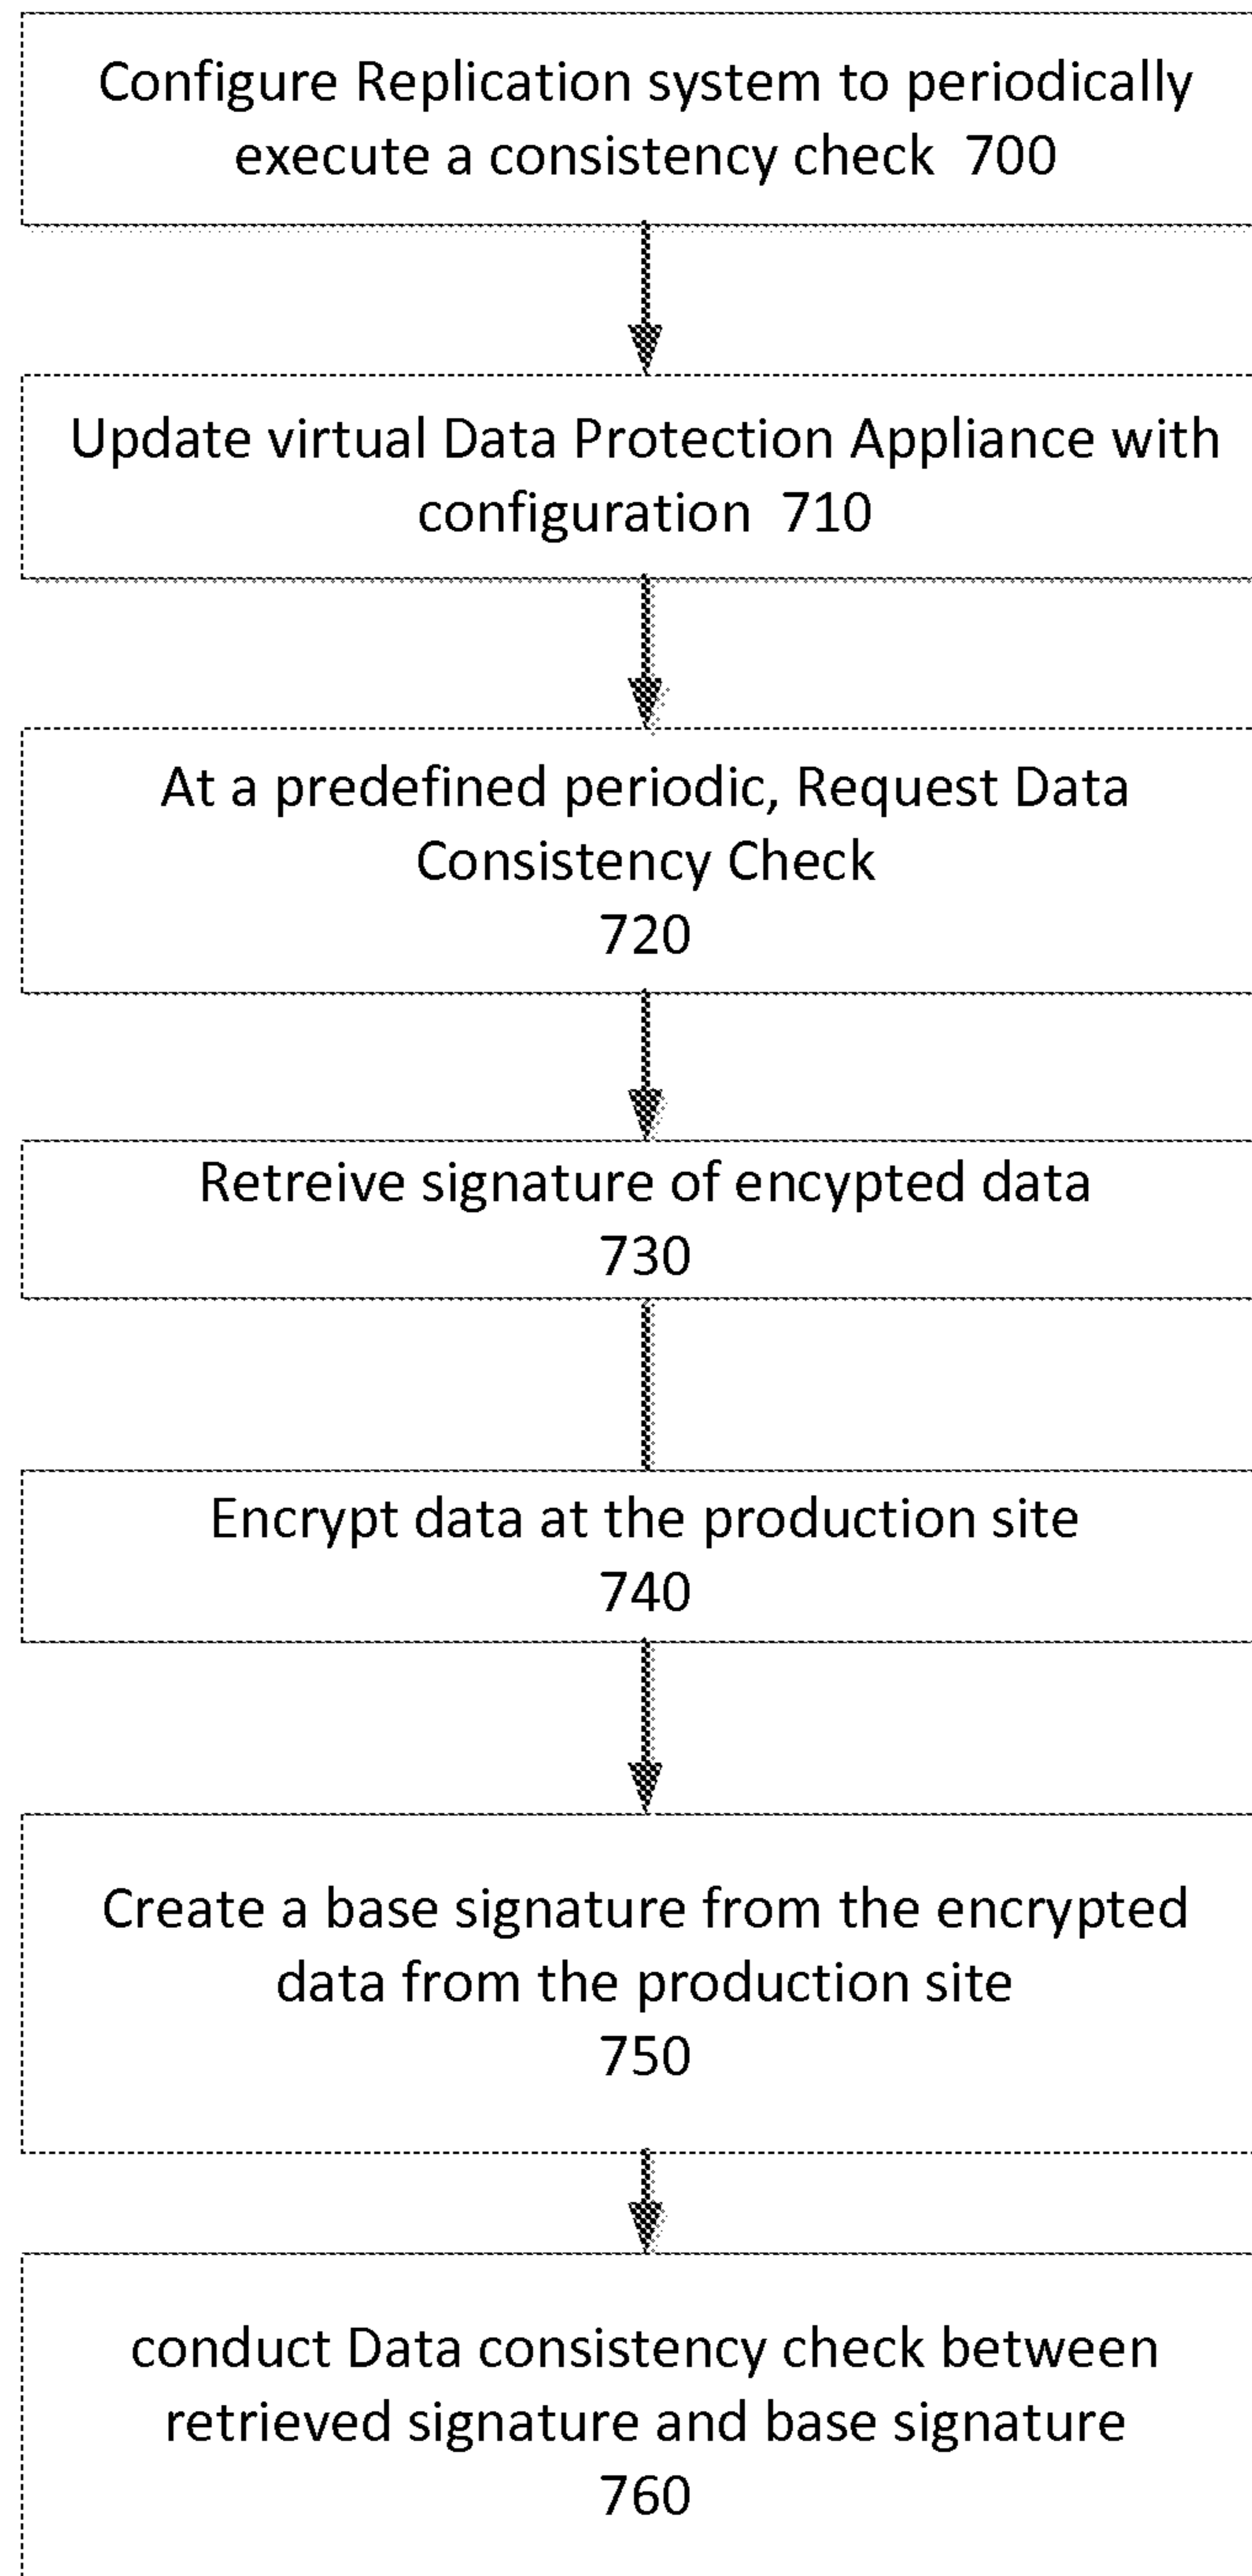 Configure Replication system to periodically
execute a consistency check 700
Update virtual Data Protection Appliance with
configuration 710
At a predefined periodic, Request Data
Consistency Check
720
Retreive signature of encypted data
730
Encrypt data at the production site
740
Create a base signature from the encrypted
data from the production site
750
conduct Data consistency check between
retrieved signature and base signature
760